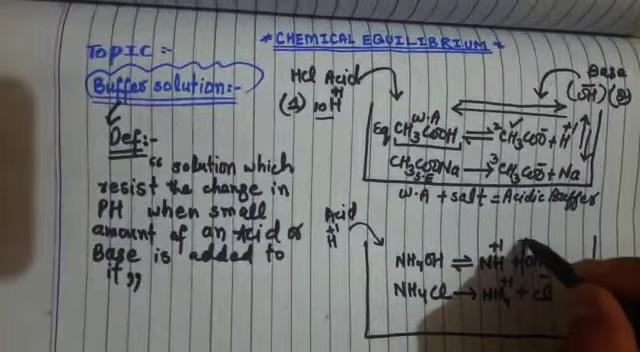 * CHEMICAL EQUILIBRIUM *
Topic :-
Buffer solution:-
Def:-
“ solution which
resist the change in
PH when small
amount of an Acid or
Base is added to
it „
Hcl Acid
(1) 10 H⁺
Base
(OH⁻) (2)
W.A
Eq CH₃COOH ⇌ CH₃COO⁻ + H⁺
CH₃COONa → CH₃COO⁻ + Na
W.A + salt = Acidic Buffer
Acid
H⁺
NH₄OH ⇌ NH
NH₄Cl → NH₄⁺ + Cl⁻